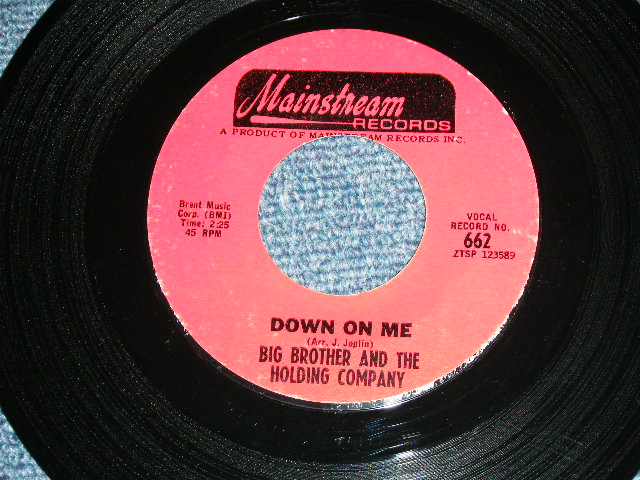 Mainstream
RECORDS
A PRODUCT OF MAINSTREAM RECORDS INC.
Brent Music
Corp. (BMI)
Time: 2:25
45 RPM
VOCAL
RECORD NO.
662
ZTSP 123589
DOWN ON ME
(Arr. J. Joplin)
BIG BROTHER AND THE
HOLDING COMPANY